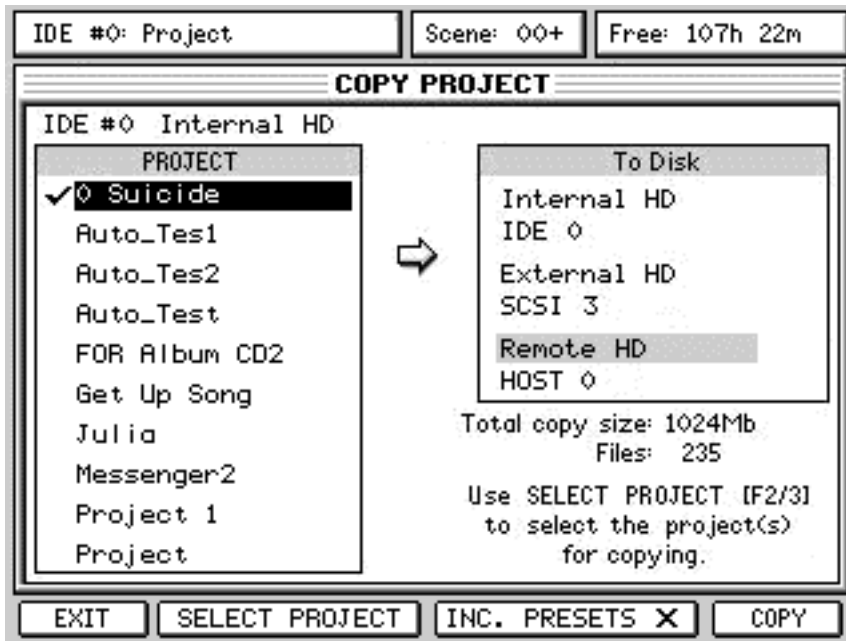 IDE #0: Project
Scene: 00+
Free: 107h 22m
COPY PROJECT
IDE #0 Internal HD
PROJECT
0 Suicide
Auto_Tes1
Auto_Tes2
Auto_Test
FOR Album CD2
Get Up Song
Julia
Messenger2
Project 1
Project
To Disk
Internal HD
IDE 0
External HD
SCSI 3
Remote HD
HOST 0
Total copy size: 1024Mb
Files: 235
Use SELECT PROJECT [F2/3]
to select the project(s)
for copying.
EXIT
SELECT PROJECT
INC. PRESETS X
COPY